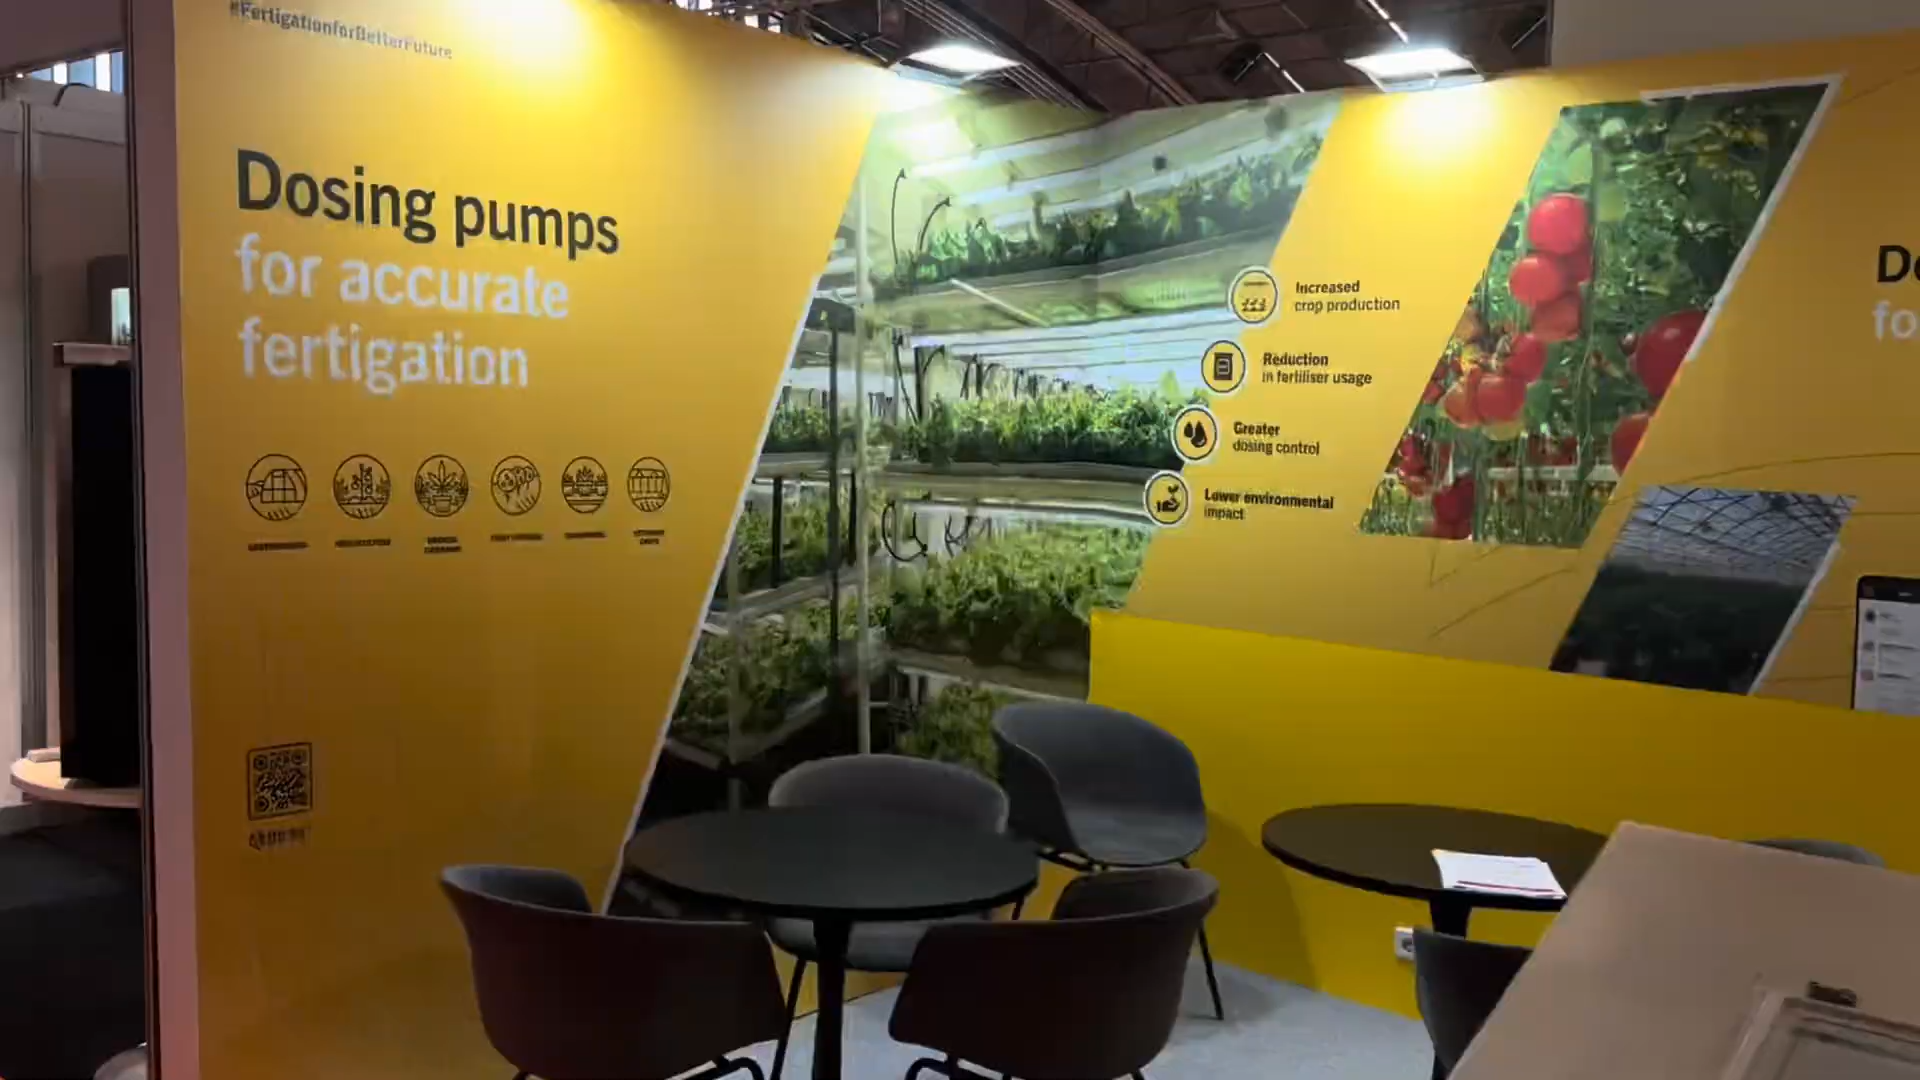 #FertigationforBetterFuture
Dosing pumps
for accurate
fertigation
Increased
crop production
Reduction
in fertiliser usage
Greater
dosing control
Lower environmental
impact
fo